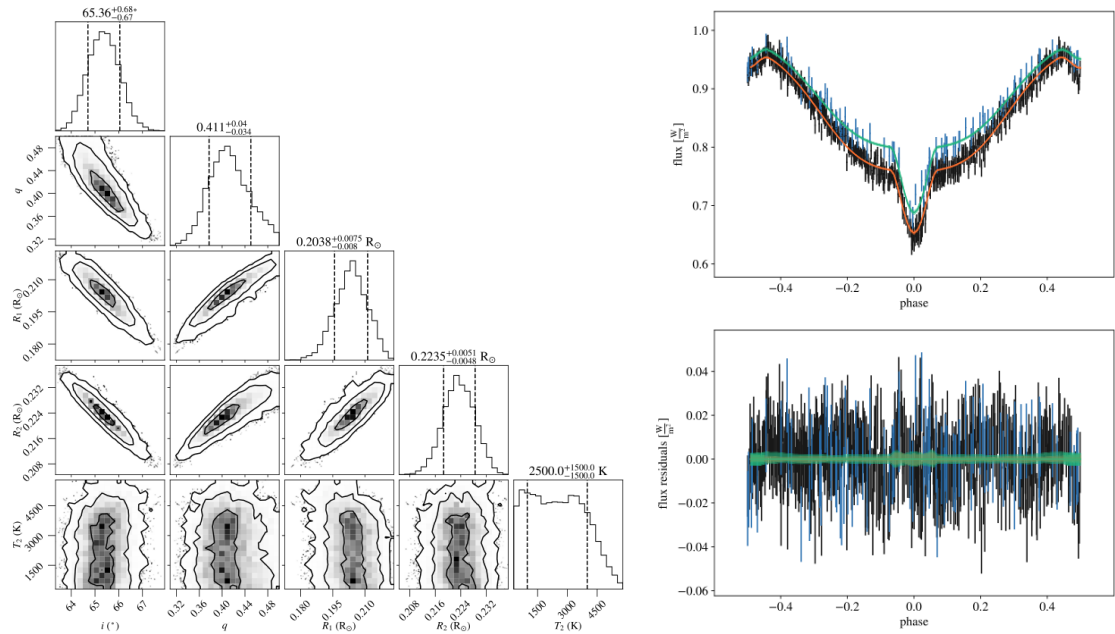 65.36+0.68*−0.67
0.411+0.04−0.034
0.2038+0.0075−0.008 R⊙
0.2235+0.0051−0.0048 R⊙
2500.0+1500.0−1500.0 K
q
0.48
0.44
0.40
0.36
0.32
R1 (R⊙)
0.210
0.195
0.180
R2 (R⊙)
0.232
0.224
0.216
0.208
T2 (K)
4500
3000
1500
64 65 66 67
i (°)
0.32 0.36 0.40 0.44 0.48
q
0.180 0.195 0.210
R1 (R⊙)
0.208 0.216 0.224 0.232
R2 (R⊙)
1500 3000 4500
T2 (K)
flux [W/m²]
1.0
0.9
0.8
0.7
0.6
−0.4 −0.2 0.0 0.2 0.4
phase
flux residuals [W/m²]
0.04
0.02
0.00
−0.02
−0.04
−0.06
−0.4 −0.2 0.0 0.2 0.4
phase